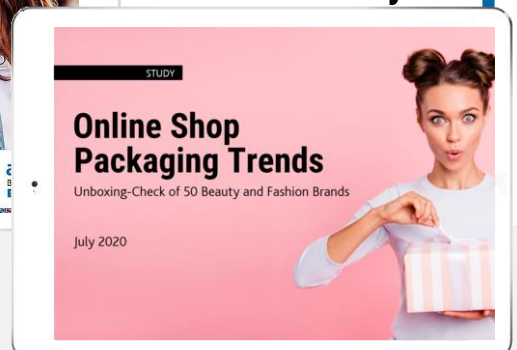 STUDY
Online Shop
Packaging Trends
Unboxing-Check of 50 Beauty and Fashion Brands
July 2020